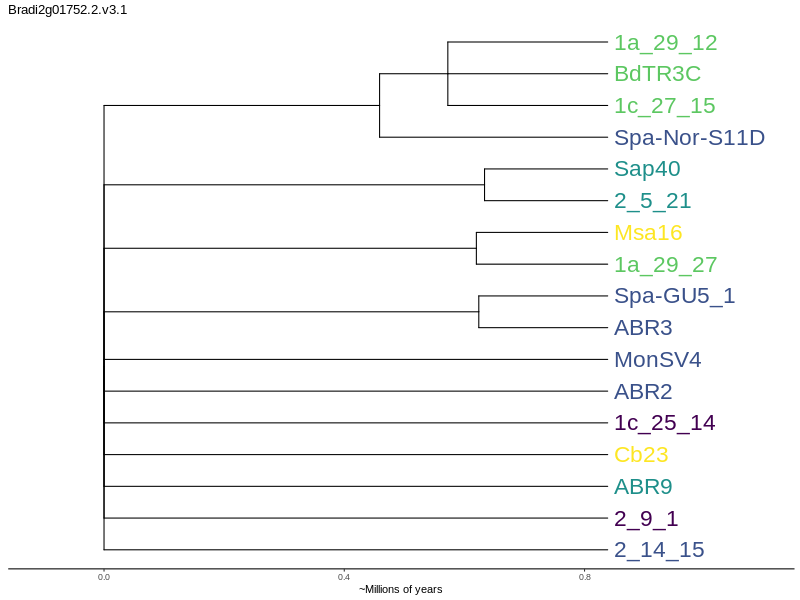 Bradi2g01752.2.v3.1
1a_29_12
BdTR3C
1c_27_15
Spa-Nor-S11D
Sap40
2_5_21
Msa16
1a_29_27
Spa-GU5_1
ABR3
MonSV4
ABR2
1c_25_14
Cb23
ABR9
2_9_1
2_14_15
0.0 0.4 0.8
~Millions of years